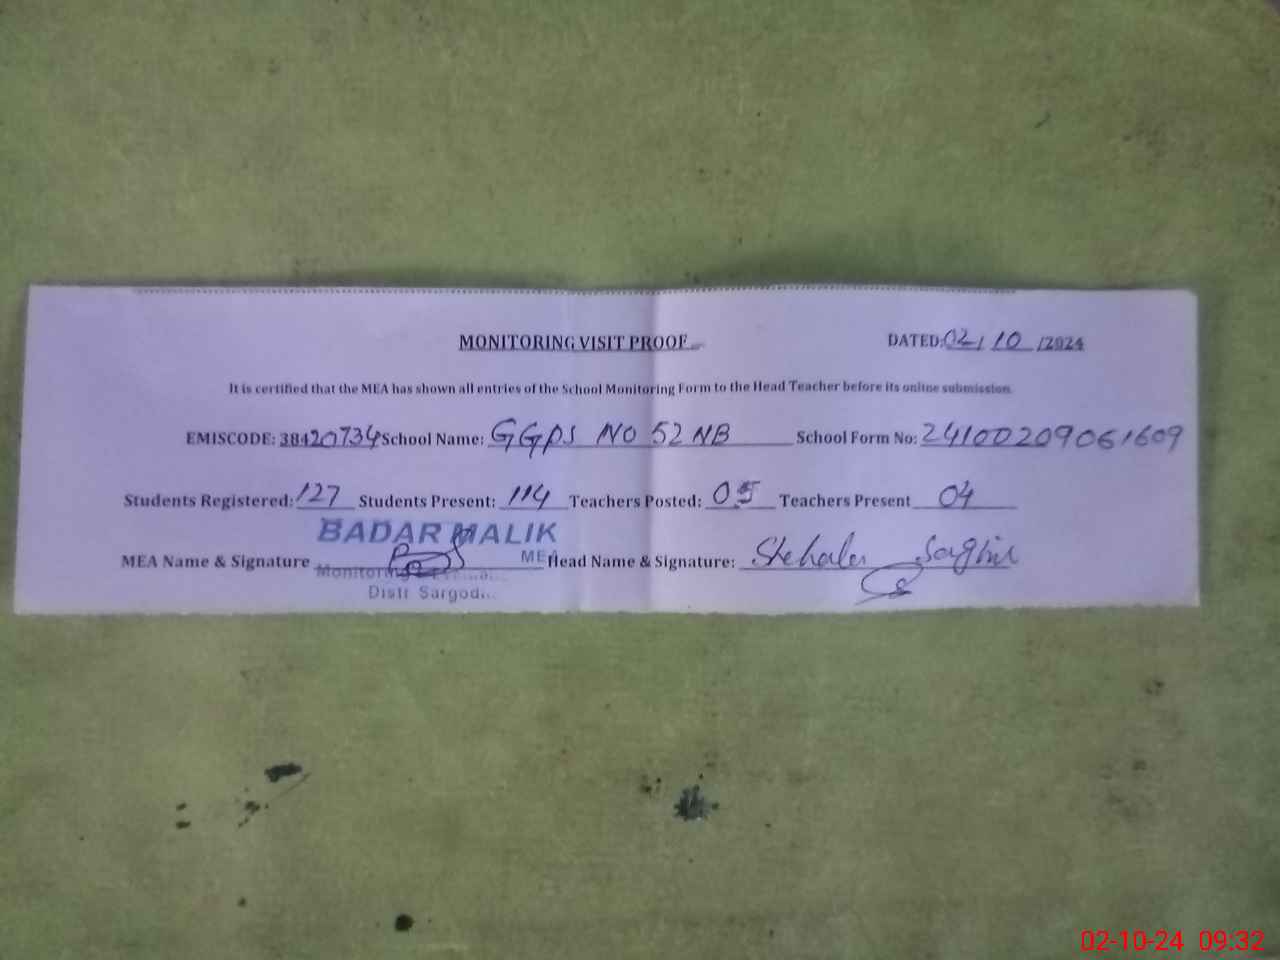 MONITORING VISIT PROOF
DATED: 02/10/2024
It is certified that the MEA has shown all entries of the School Monitoring Form to the Head Teacher before its online submission.
EMISCODE: 38420734 School Name: GGPS NO 52 NB School Form No: 24100209061609
Students Registered: 127 Students Present: 114 Teachers Posted: 05 Teachers Present 04
BADAR MALIK
MEA Name & Signature MEA Head Name & Signature: Saghir
Monitoring
Distt Sargod
02-10-24 09:32